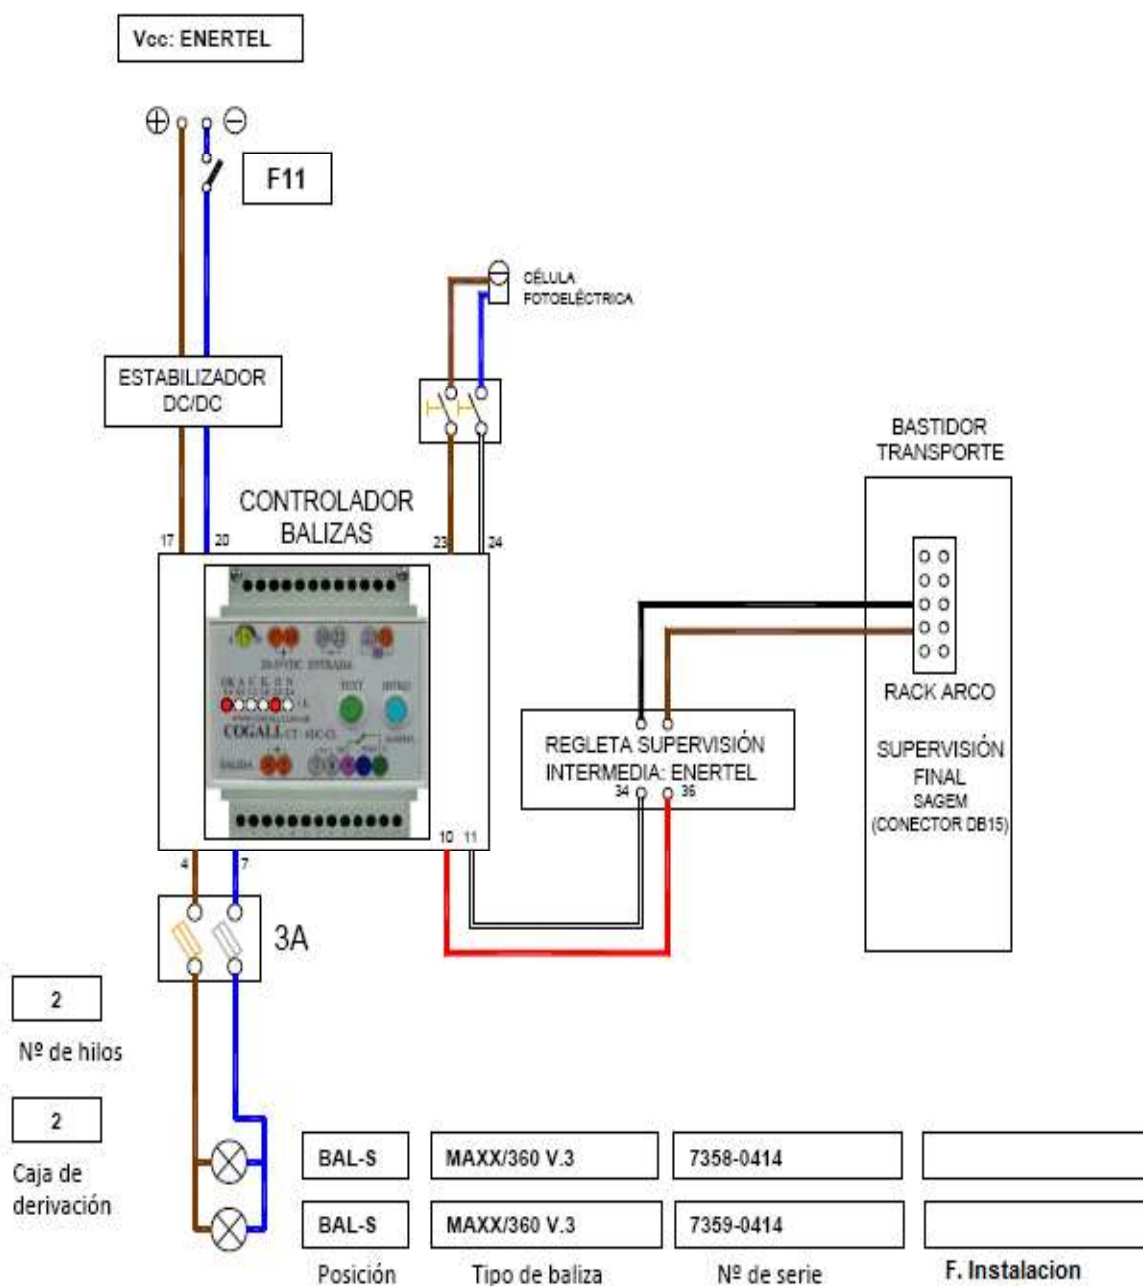 Vcc: ENERTEL
+
−
F11
CÉLULA
FOTOELÉCTRICA
ESTABILIZADOR
DC/DC
CONTROLADOR
BALIZAS
17
20
23
24
BASTIDOR
TRANSPORTE
ENTRADA
TEST
COGALL
SALIDA
RACK ARCO
REGLETA SUPERVISIÓN
INTERMEDIA: ENERTEL
34
36
SUPERVISIÓN
FINAL
SAGEM
(CONECTOR DB15)
10
11
4
7
3A
2
Nº de hilos
2
Caja de
derivación
BAL-S
MAXX/360 V.3
7358-0414
BAL-S
MAXX/360 V.3
7359-0414
Posición
Tipo de baliza
Nº de serie
F. Instalacion